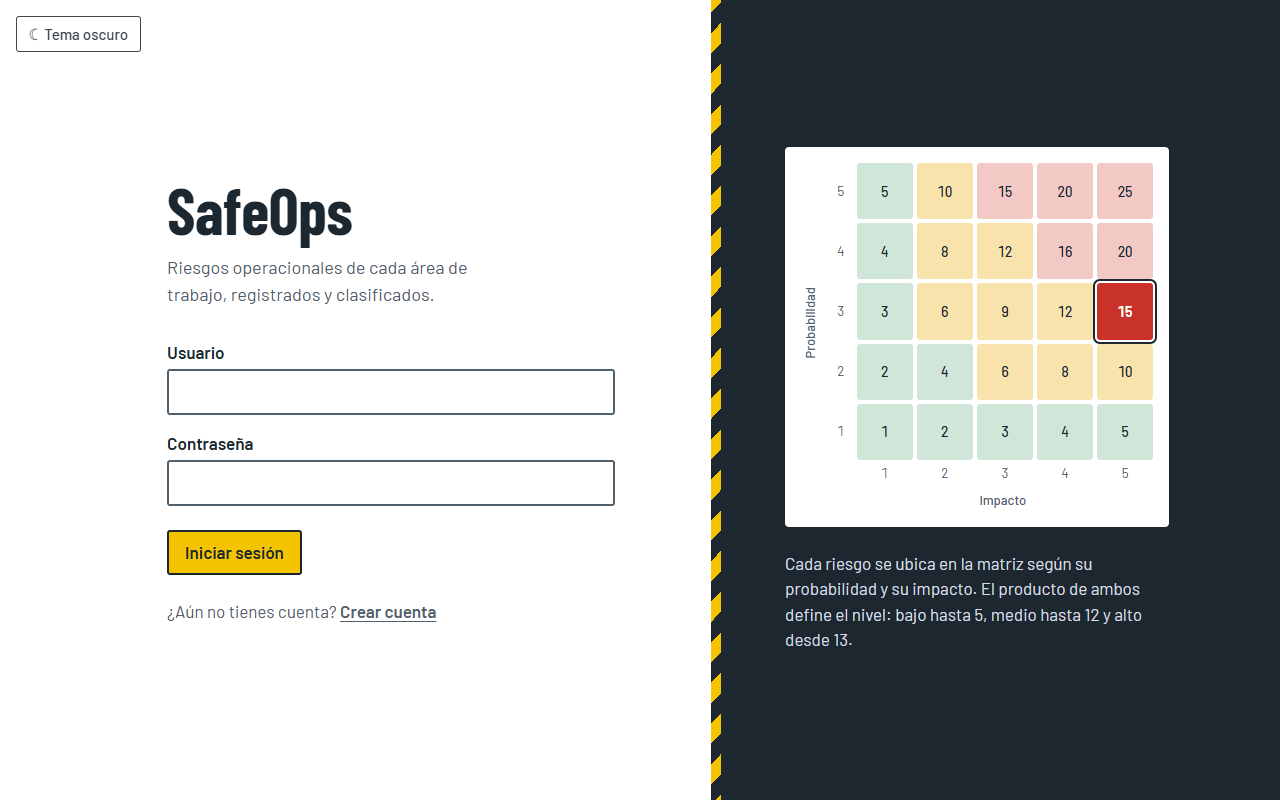 ☾ Tema oscuro
SafeOps
Riesgos operacionales de cada área de
trabajo, registrados y clasificados.
Usuario
Contraseña
Iniciar sesión
¿Aún no tienes cuenta? Crear cuenta
Probabilidad
5 5 10 15 20 25
4 4 8 12 16 20
3 3 6 9 12 15
2 2 4 6 8 10
1 1 2 3 4 5
1 2 3 4 5
Impacto
Cada riesgo se ubica en la matriz según su
probabilidad y su impacto. El producto de ambos
define el nivel: bajo hasta 5, medio hasta 12 y alto
desde 13.